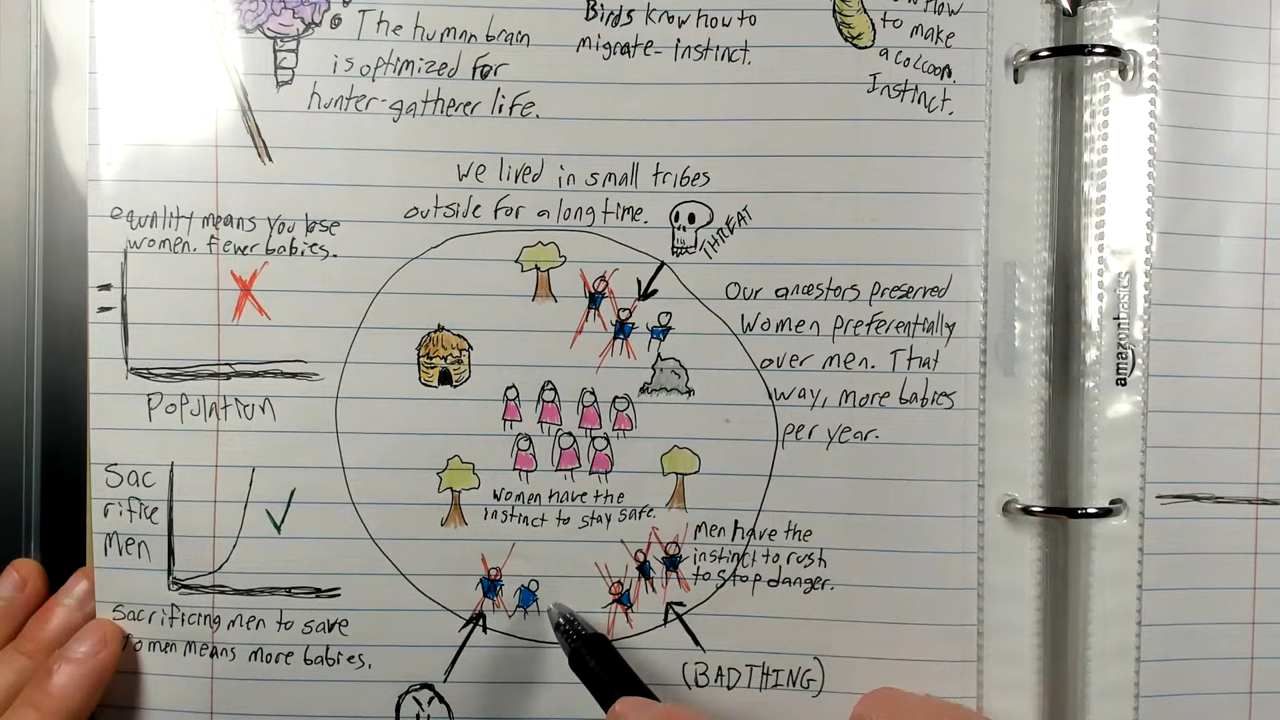 The human brain
is optimized for
hunter-gatherer life.
Birds know how to
migrate- instinct.
how
to make
a cocoon.
Instinct.
We lived in small tribes
outside for a long time.
THREAT
equality means you lose
women. Fewer babies.
=
Population
Our ancestors preserved
Women preferentially
over men. That
way, more babies
per year.
Sac
rifice
Men
Women have the
instinct to stay safe.
Men have the
instinct to rush
to stop danger.
Sacrificing men to save
women means more babies.
(BAD THING)
amazonbasics